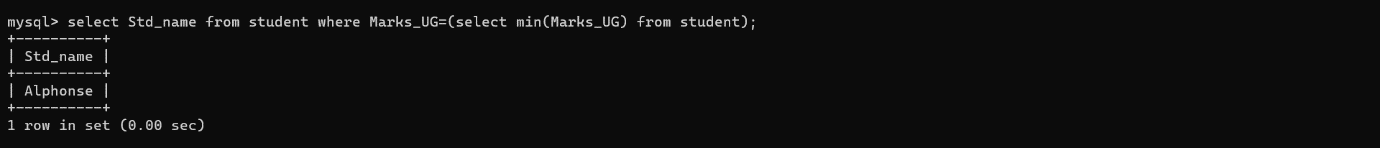 mysql> select Std_name from student where Marks_UG=(select min(Marks_UG) from student);
+----------+
| Std_name |
+----------+
| Alphonse |
+----------+
1 row in set (0.00 sec)